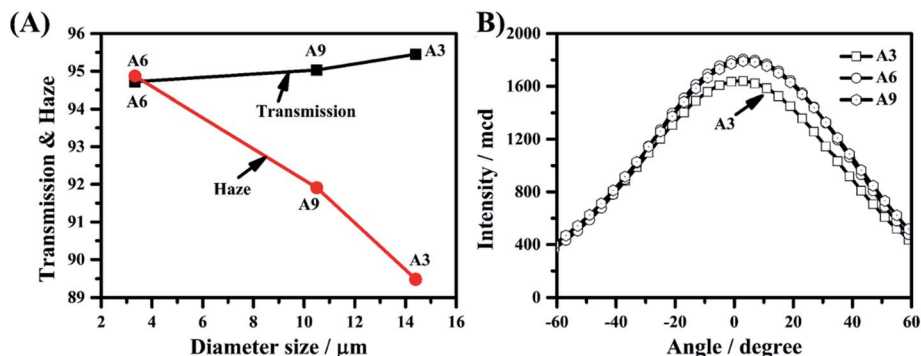 (A)
Transmission & Haze
96
95
94
93
92
91
90
89
2 4 6 8 10 12 14 16
Diameter size / μm
A6
A6
A9
A3
Transmission
Haze
A9
A3
B)
Intensity / mcd
2000
1600
1200
800
400
0
-60 -40 -20 0 20 40 60
Angle / degree
A3
A6
A9
A3